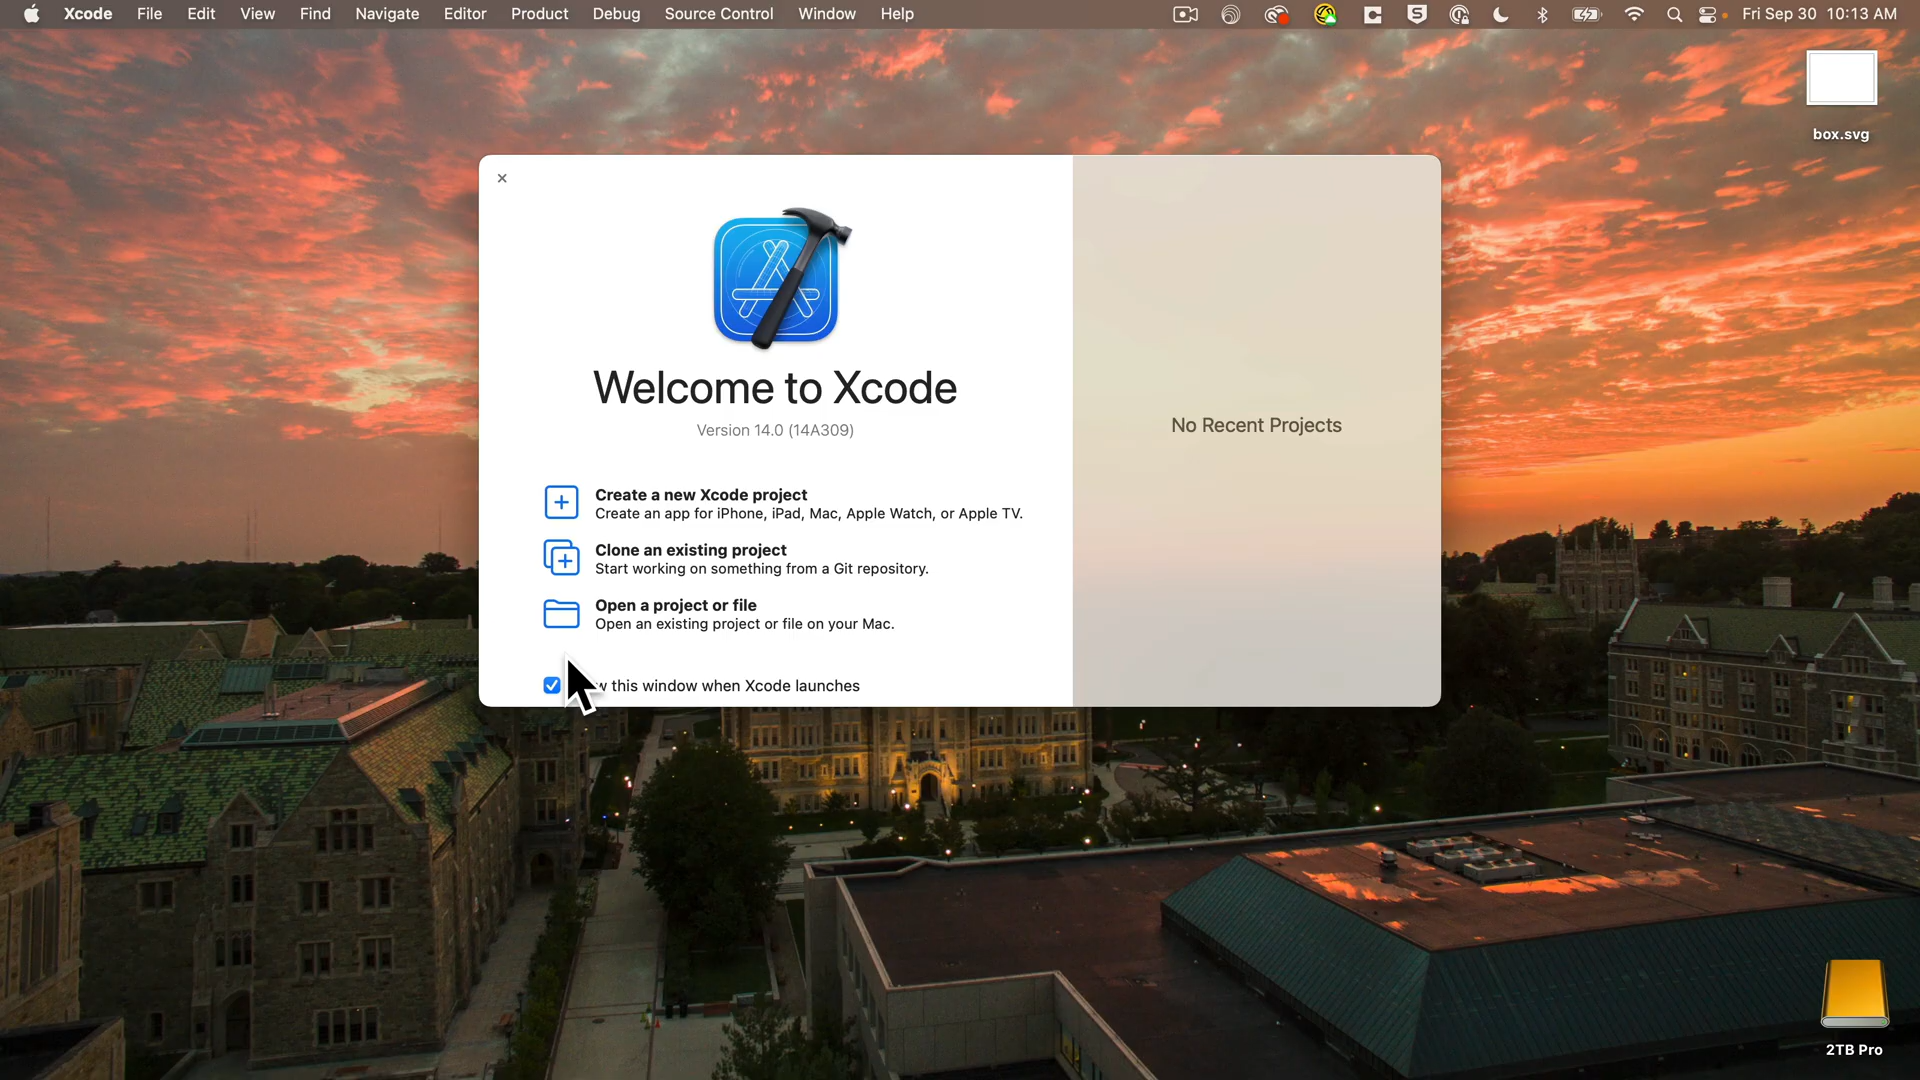 Xcode File Edit View Find Navigate Editor Product Debug Source Control Window Help Fri Sep 30 10:13 AM
box.svg
Welcome to Xcode
Version 14.0 (14A309)
No Recent Projects
Create a new Xcode project
Create an app for iPhone, iPad, Mac, Apple Watch, or Apple TV.
Clone an existing project
Start working on something from a Git repository.
Open a project or file
Open an existing project or file on your Mac.
w this window when Xcode launches
2TB Pro